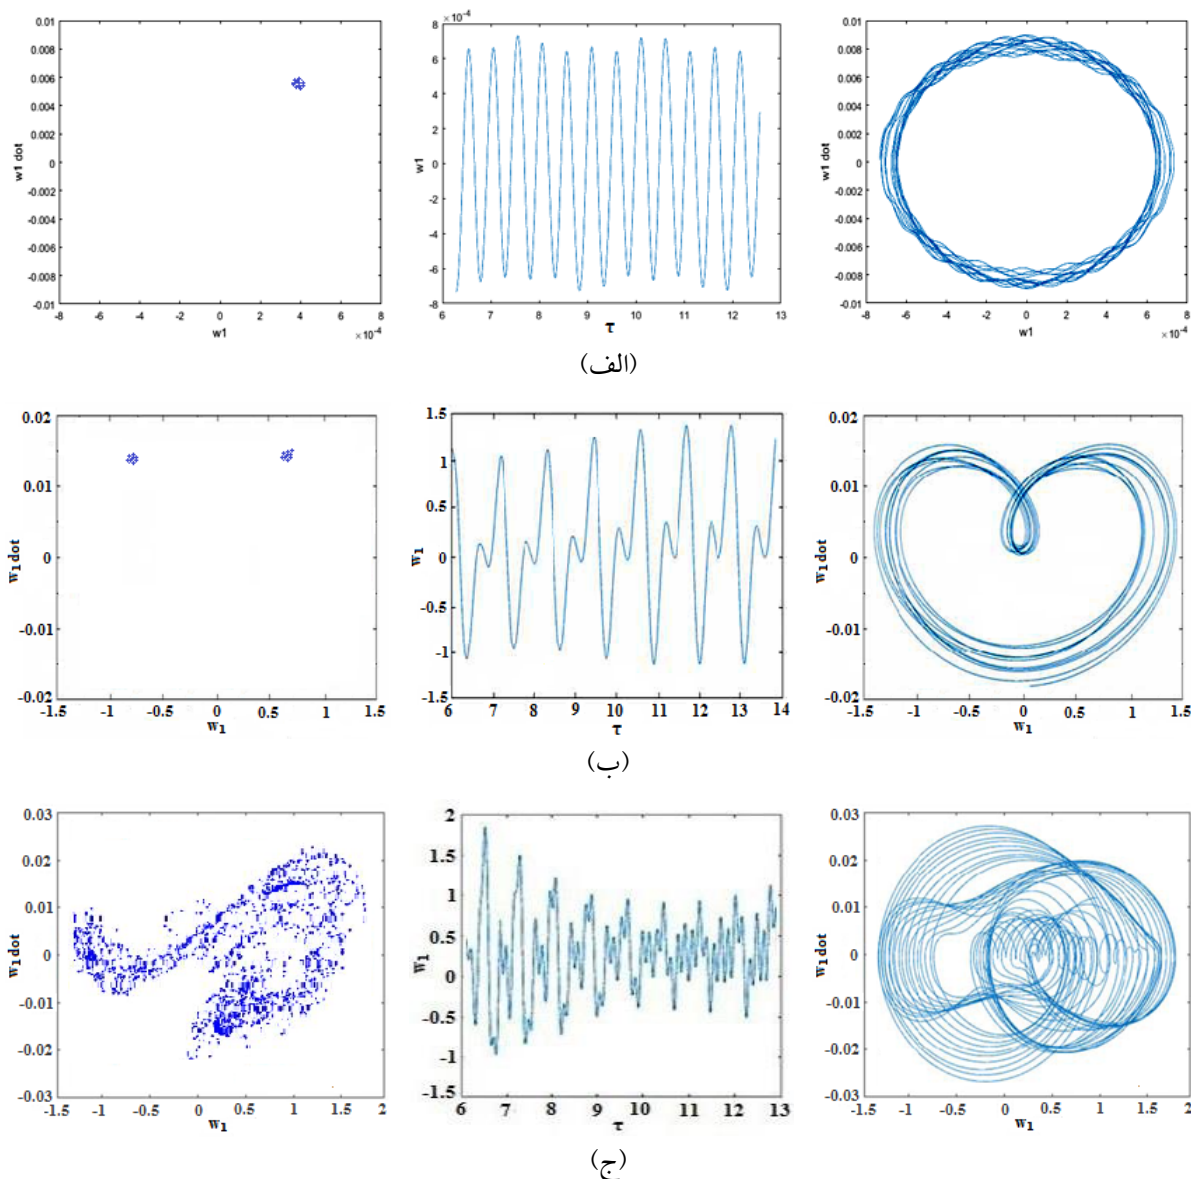 0.01
0.008
0.006
0.004
0.002
0
-0.002
-0.004
-0.006
-0.008
-0.01
w1 dot
-8 -6 -4 -2 0 2 4 6 8
w1
×10⁻⁴
×10⁻⁴
8
6
4
2
0
-2
-4
-6
-8
w1
6 7 8 9 10 11 12 13
τ
0.01
0.008
0.006
0.004
0.002
0
-0.002
-0.004
-0.006
-0.008
-0.01
w1 dot
-8 -6 -4 -2 0 2 4 6 8
w1
×10⁻⁴
(الف)
0.02
0.01
0
-0.01
-0.02
w₁ dot
-1.5 -1 -0.5 0 0.5 1 1.5
w₁
1.5
1
0.5
0
-0.5
-1
-1.5
w₁
6 7 8 9 10 11 12 13 14
τ
0.02
0.01
0
-0.01
-0.02
w₁ dot
-1.5 -1 -0.5 0 0.5 1 1.5
w₁
(ب)
0.03
0.02
0.01
0
-0.01
-0.02
-0.03
w₁ dot
-1.5 -1 -0.5 0 0.5 1 1.5 2
w₁
2
1.5
1
0.5
0
-0.5
-1
-1.5
w₁
6 7 8 9 10 11 12 13
τ
0.03
0.02
0.01
0
-0.01
-0.02
-0.03
w₁ dot
-1.5 -1 -0.5 0 0.5 1 1.5 2
w₁
(ج)